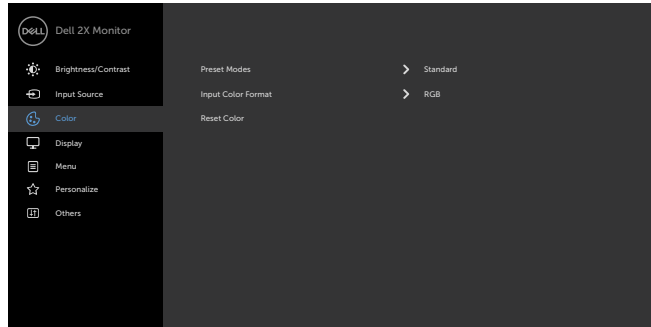 DELL Dell 2X Monitor
Brightness/Contrast Preset Modes Standard
Input Source Input Color Format RGB
Color Reset Color
Display
Menu
Personalize
Others